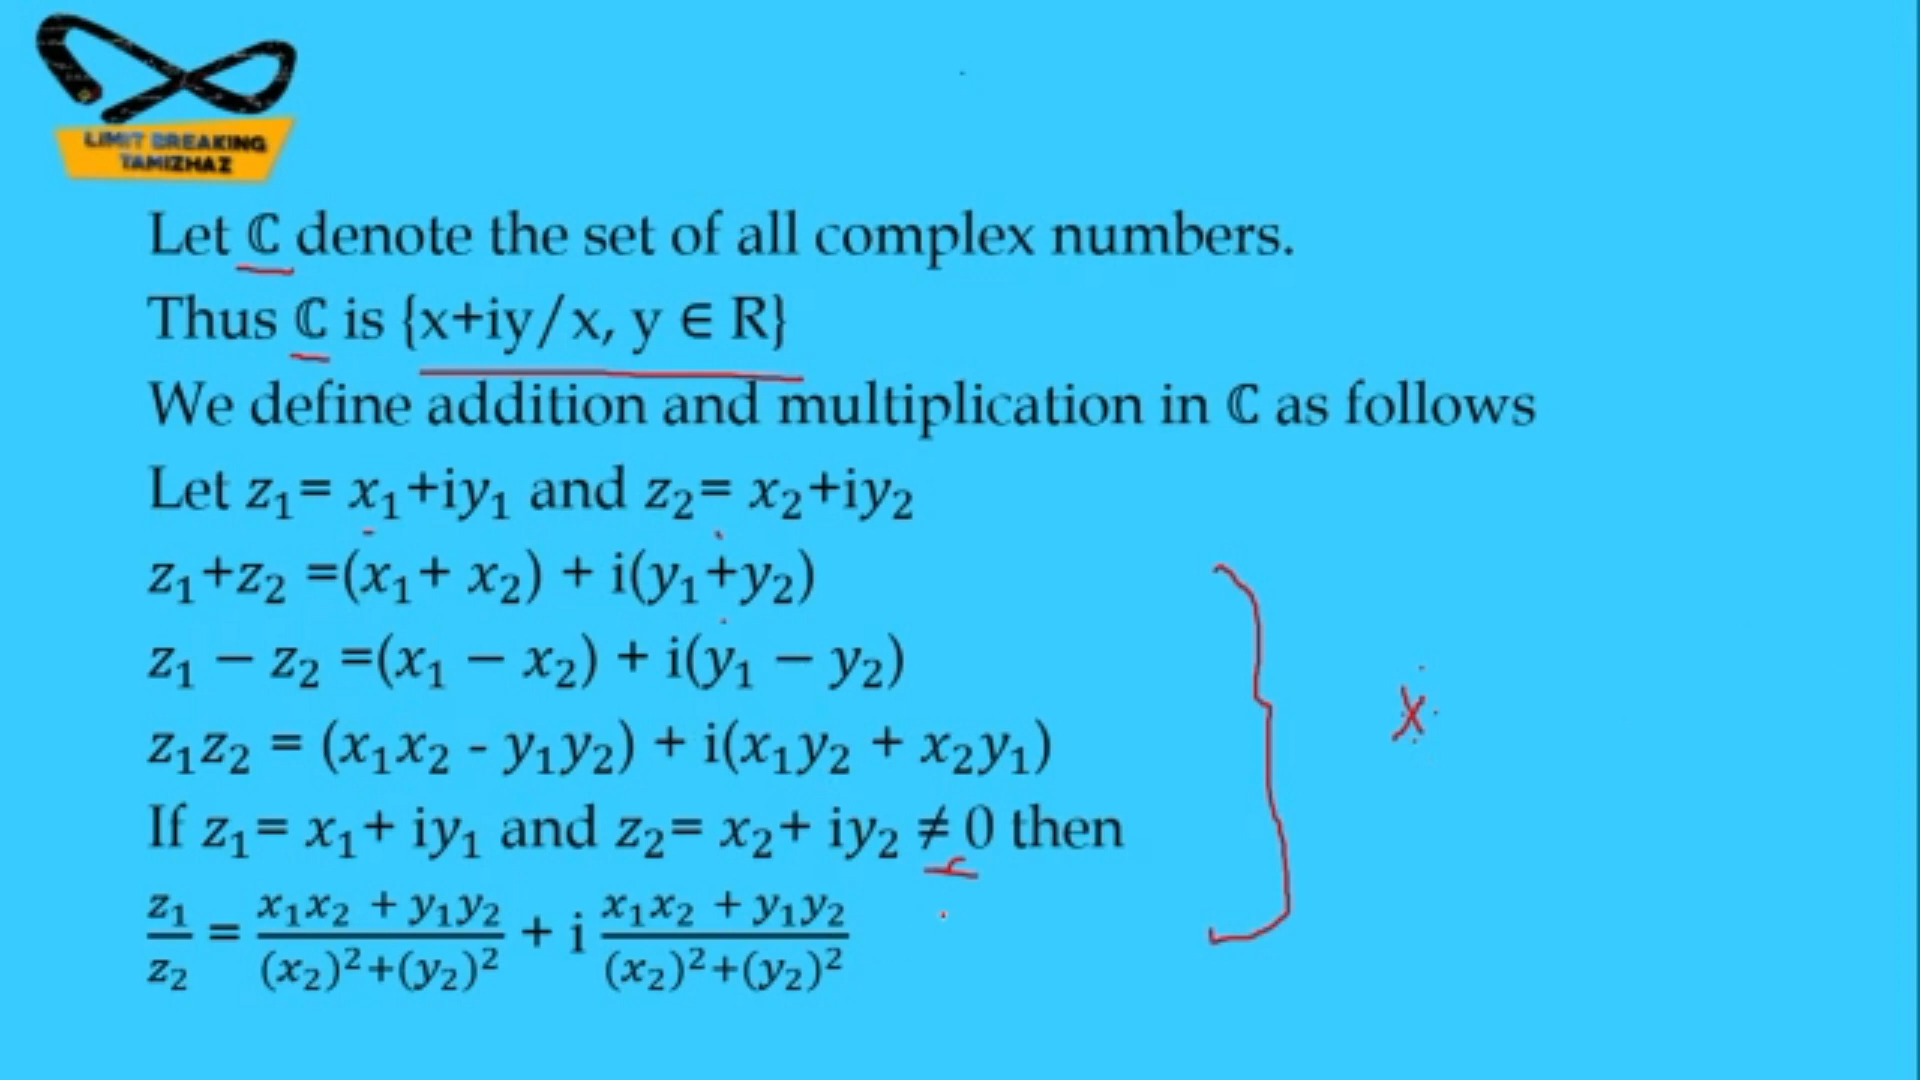 LIMIT BREAKING
TAMIZHAZ
Let ℂ denote the set of all complex numbers.
Thus ℂ is {x+iy/x, y ∈ R}
We define addition and multiplication in ℂ as follows
Let z₁= x₁+iy₁ and z₂= x₂+iy₂
z₁+z₂ =(x₁+ x₂) + i(y₁+y₂)
z₁ − z₂ =(x₁ − x₂) + i(y₁ − y₂)
z₁z₂ = (x₁x₂ - y₁y₂) + i(x₁y₂ + x₂y₁)
x
If z₁= x₁+ iy₁ and z₂= x₂+ iy₂ ≠ 0 then
z₁/z₂ = (x₁x₂ + y₁y₂)/((x₂)²+(y₂)²) + i (x₁x₂ + y₁y₂)/((x₂)²+(y₂)²)